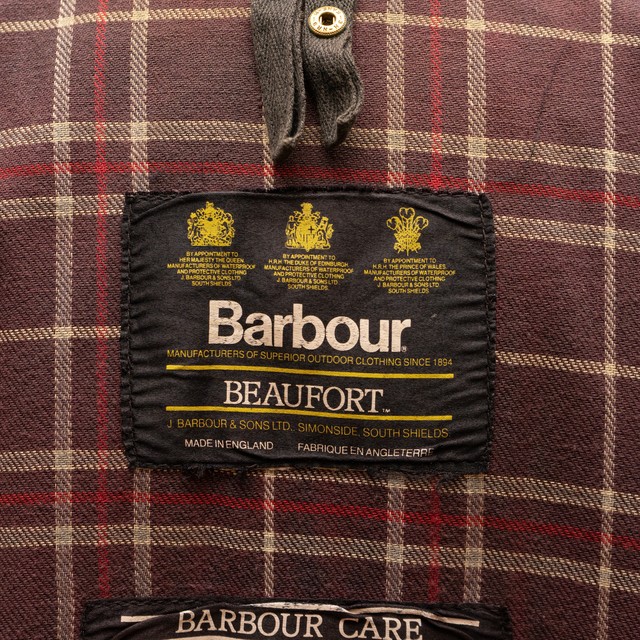 BY APPOINTMENT TO
HER MAJESTY THE QUEEN
MANUFACTURERS OF WATERPROOF
AND PROTECTIVE CLOTHING
J. BARBOUR & SONS LTD
SOUTH SHIELDS
BY APPOINTMENT TO
H.R.H. THE DUKE OF EDINBURGH
MANUFACTURERS OF WATERPROOF
AND PROTECTIVE CLOTHING
J. BARBOUR & SONS LTD
SOUTH SHIELDS.
BY APPOINTMENT TO
H.R.H. THE PRINCE OF WALES
MANUFACTURERS OF WATERPROOF
AND PROTECTIVE CLOTHING
J. BARBOUR & SONS LTD
SOUTH SHIELDS.
Barbour
MANUFACTURERS OF SUPERIOR OUTDOOR CLOTHING SINCE 1894
BEAUFORT™
J BARBOUR & SONS LTD. SIMONSIDE, SOUTH SHIELDS
MADE IN ENGLAND FABRIQUE EN ANGLETERRE
BARBOUR CARE